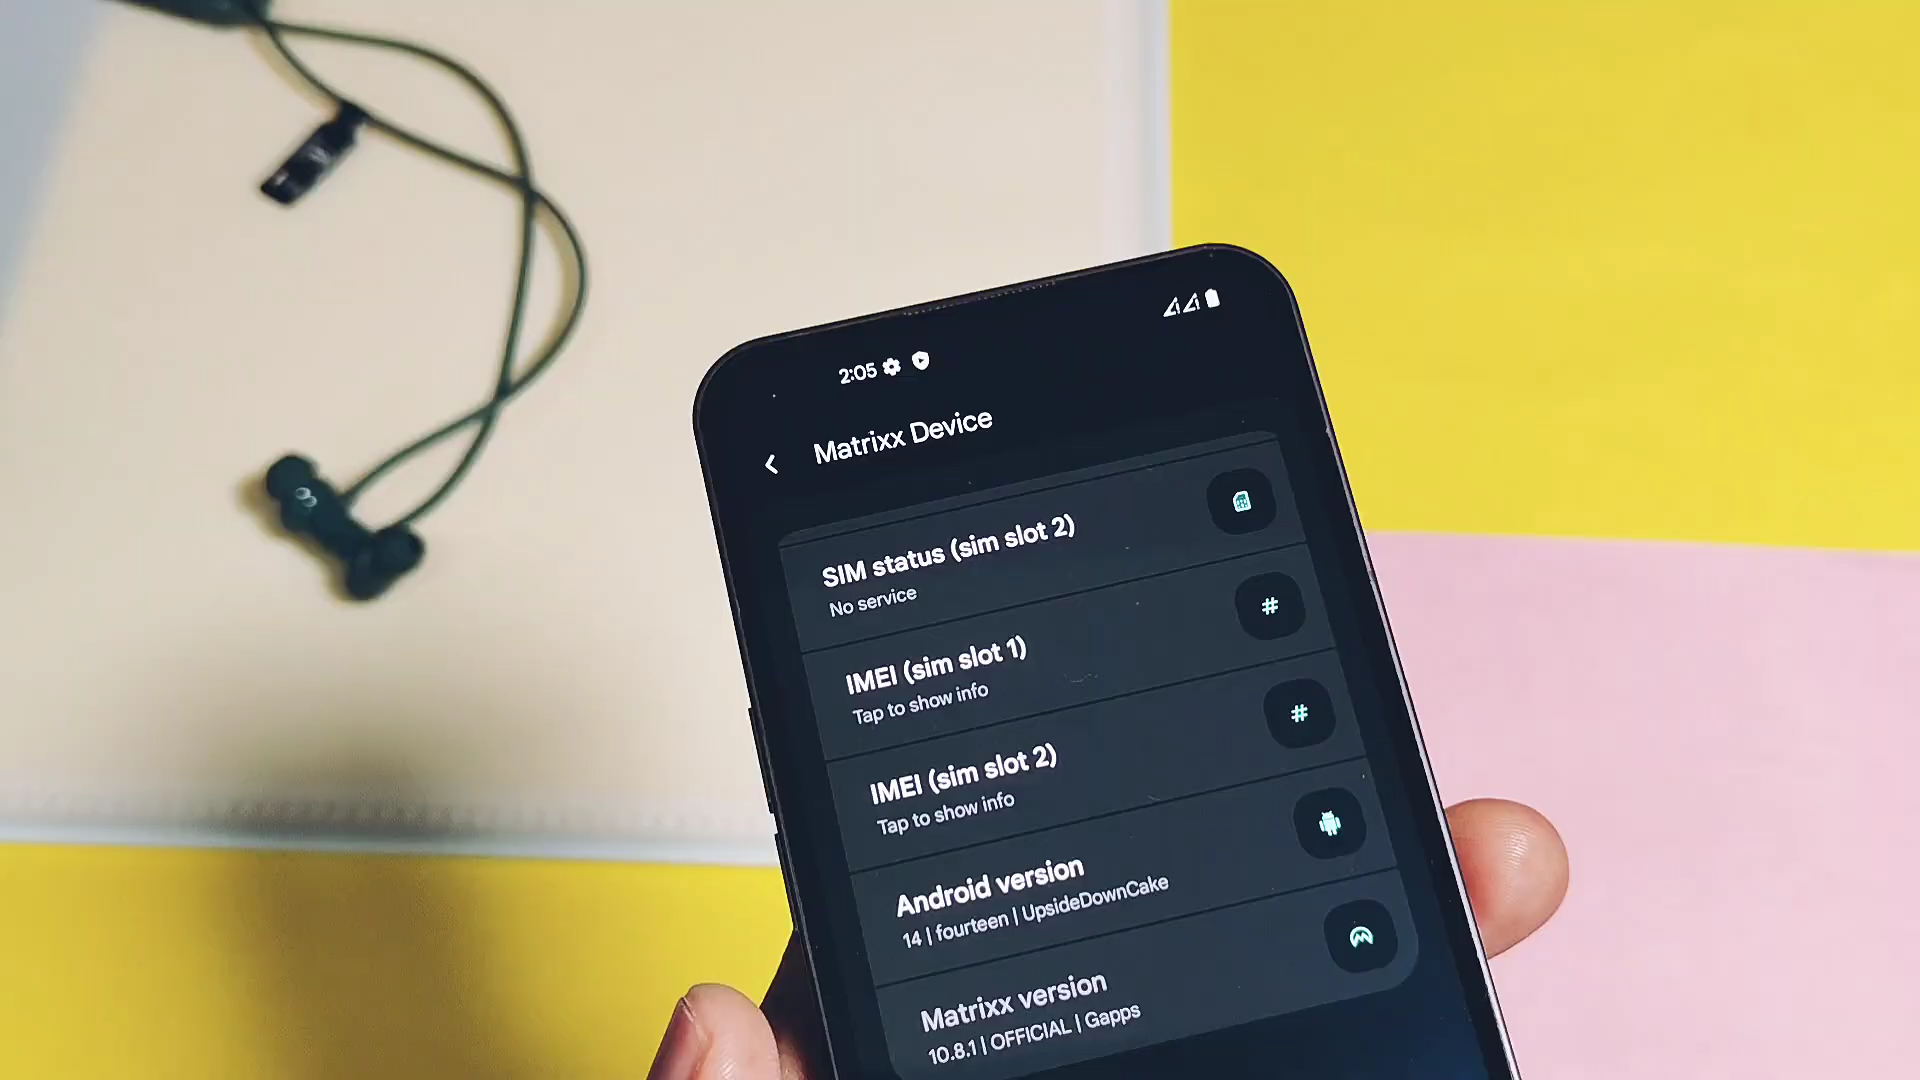 2:05
Matrixx Device
SIM status (sim slot 2)
No service
IMEI (sim slot 1)
Tap to show info
#
IMEI (sim slot 2)
Tap to show info
#
Android version
14 | fourteen | UpsideDownCake
Matrixx version
10.8.1 | OFFICIAL | Gapps